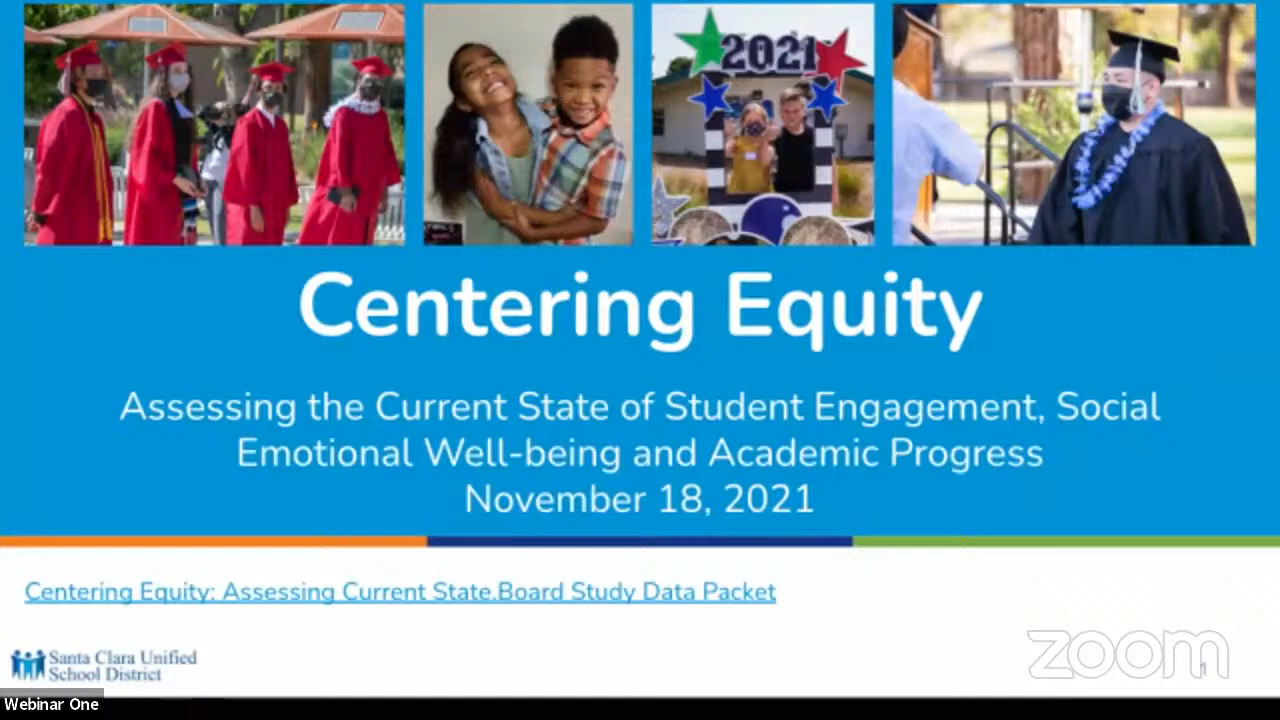 2021
Centering Equity
Assessing the Current State of Student Engagement, Social
Emotional Well-being and Academic Progress
November 18, 2021
Centering Equity: Assessing Current State.Board Study Data Packet
Santa Clara Unified
School District
zoom
1
Webinar One